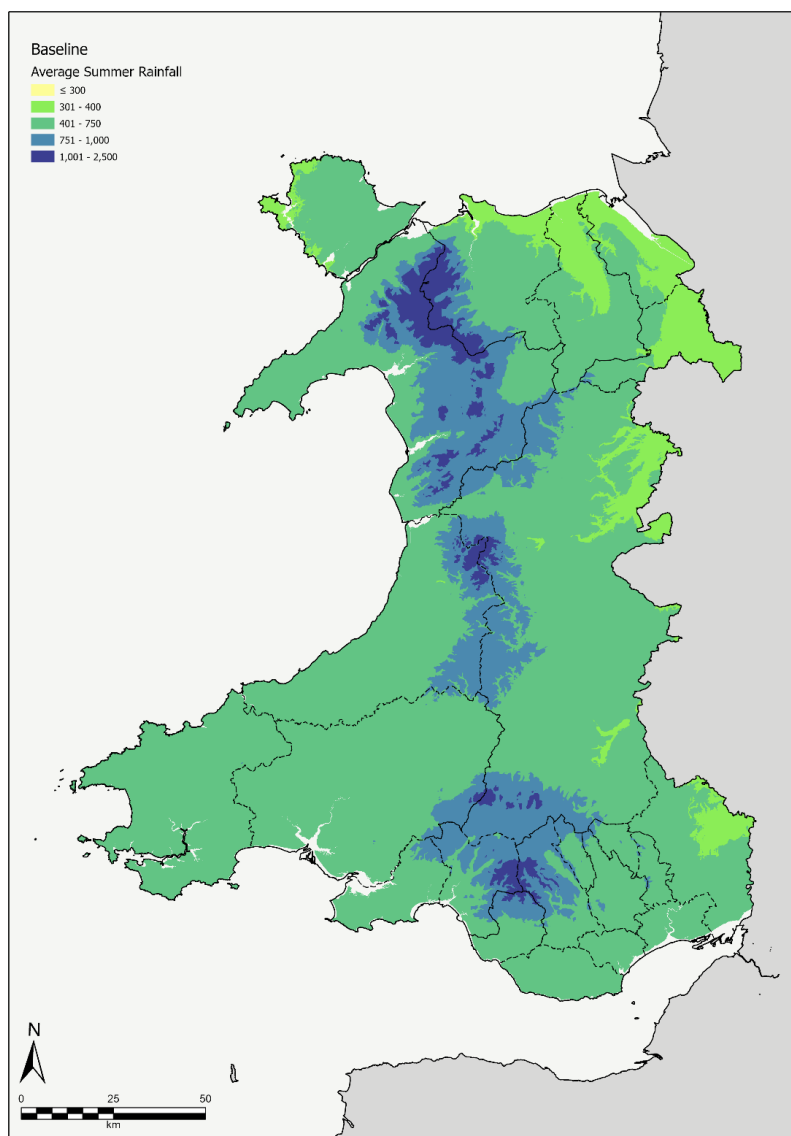 Baseline
Average Summer Rainfall
≤ 300
301 - 400
401 - 750
751 - 1,000
1,001 - 2,500
N
0 25 50
km